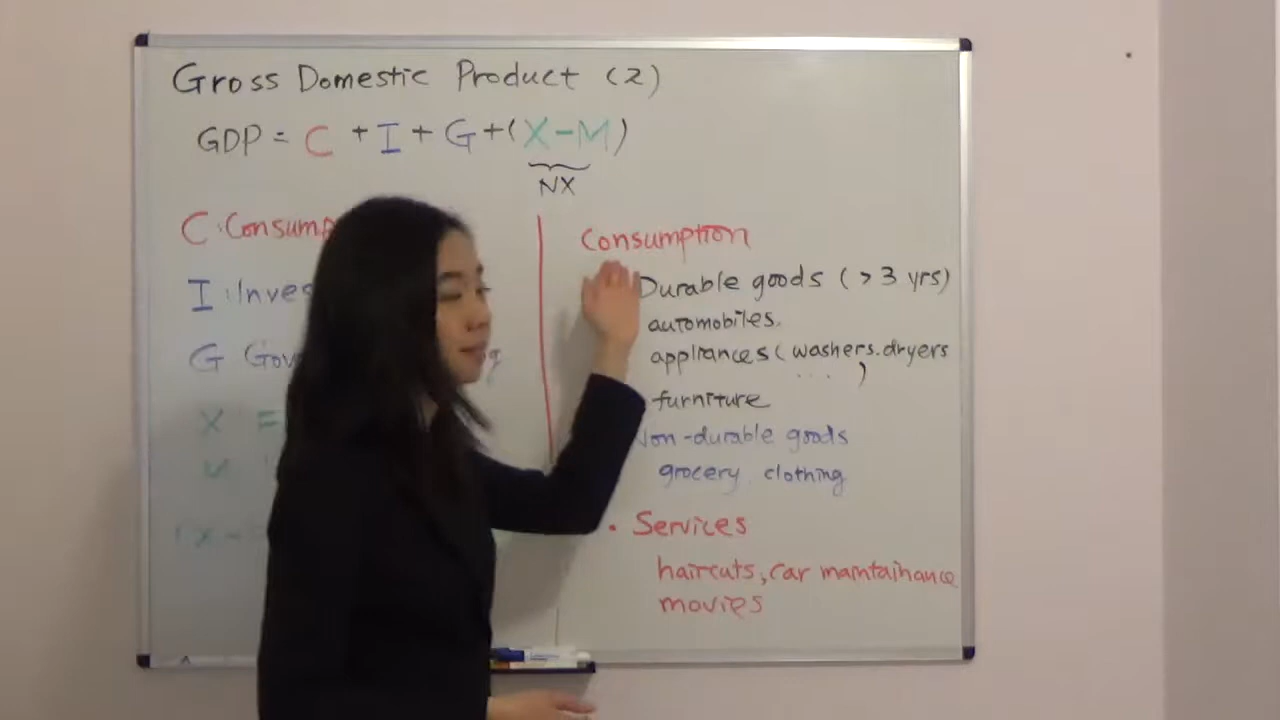 Gross Domestic Product (2)
GDP = C + I + G + (X-M)
NX
C: Consump
I: Inves
G Gov
X =
(X-
Consumption
Durable goods (>3 yrs)
automobiles.
appliances (washers. dryers
....)
furniture
Non-durable goods
grocery clothing
• Services
haircuts, car maintainance
movies